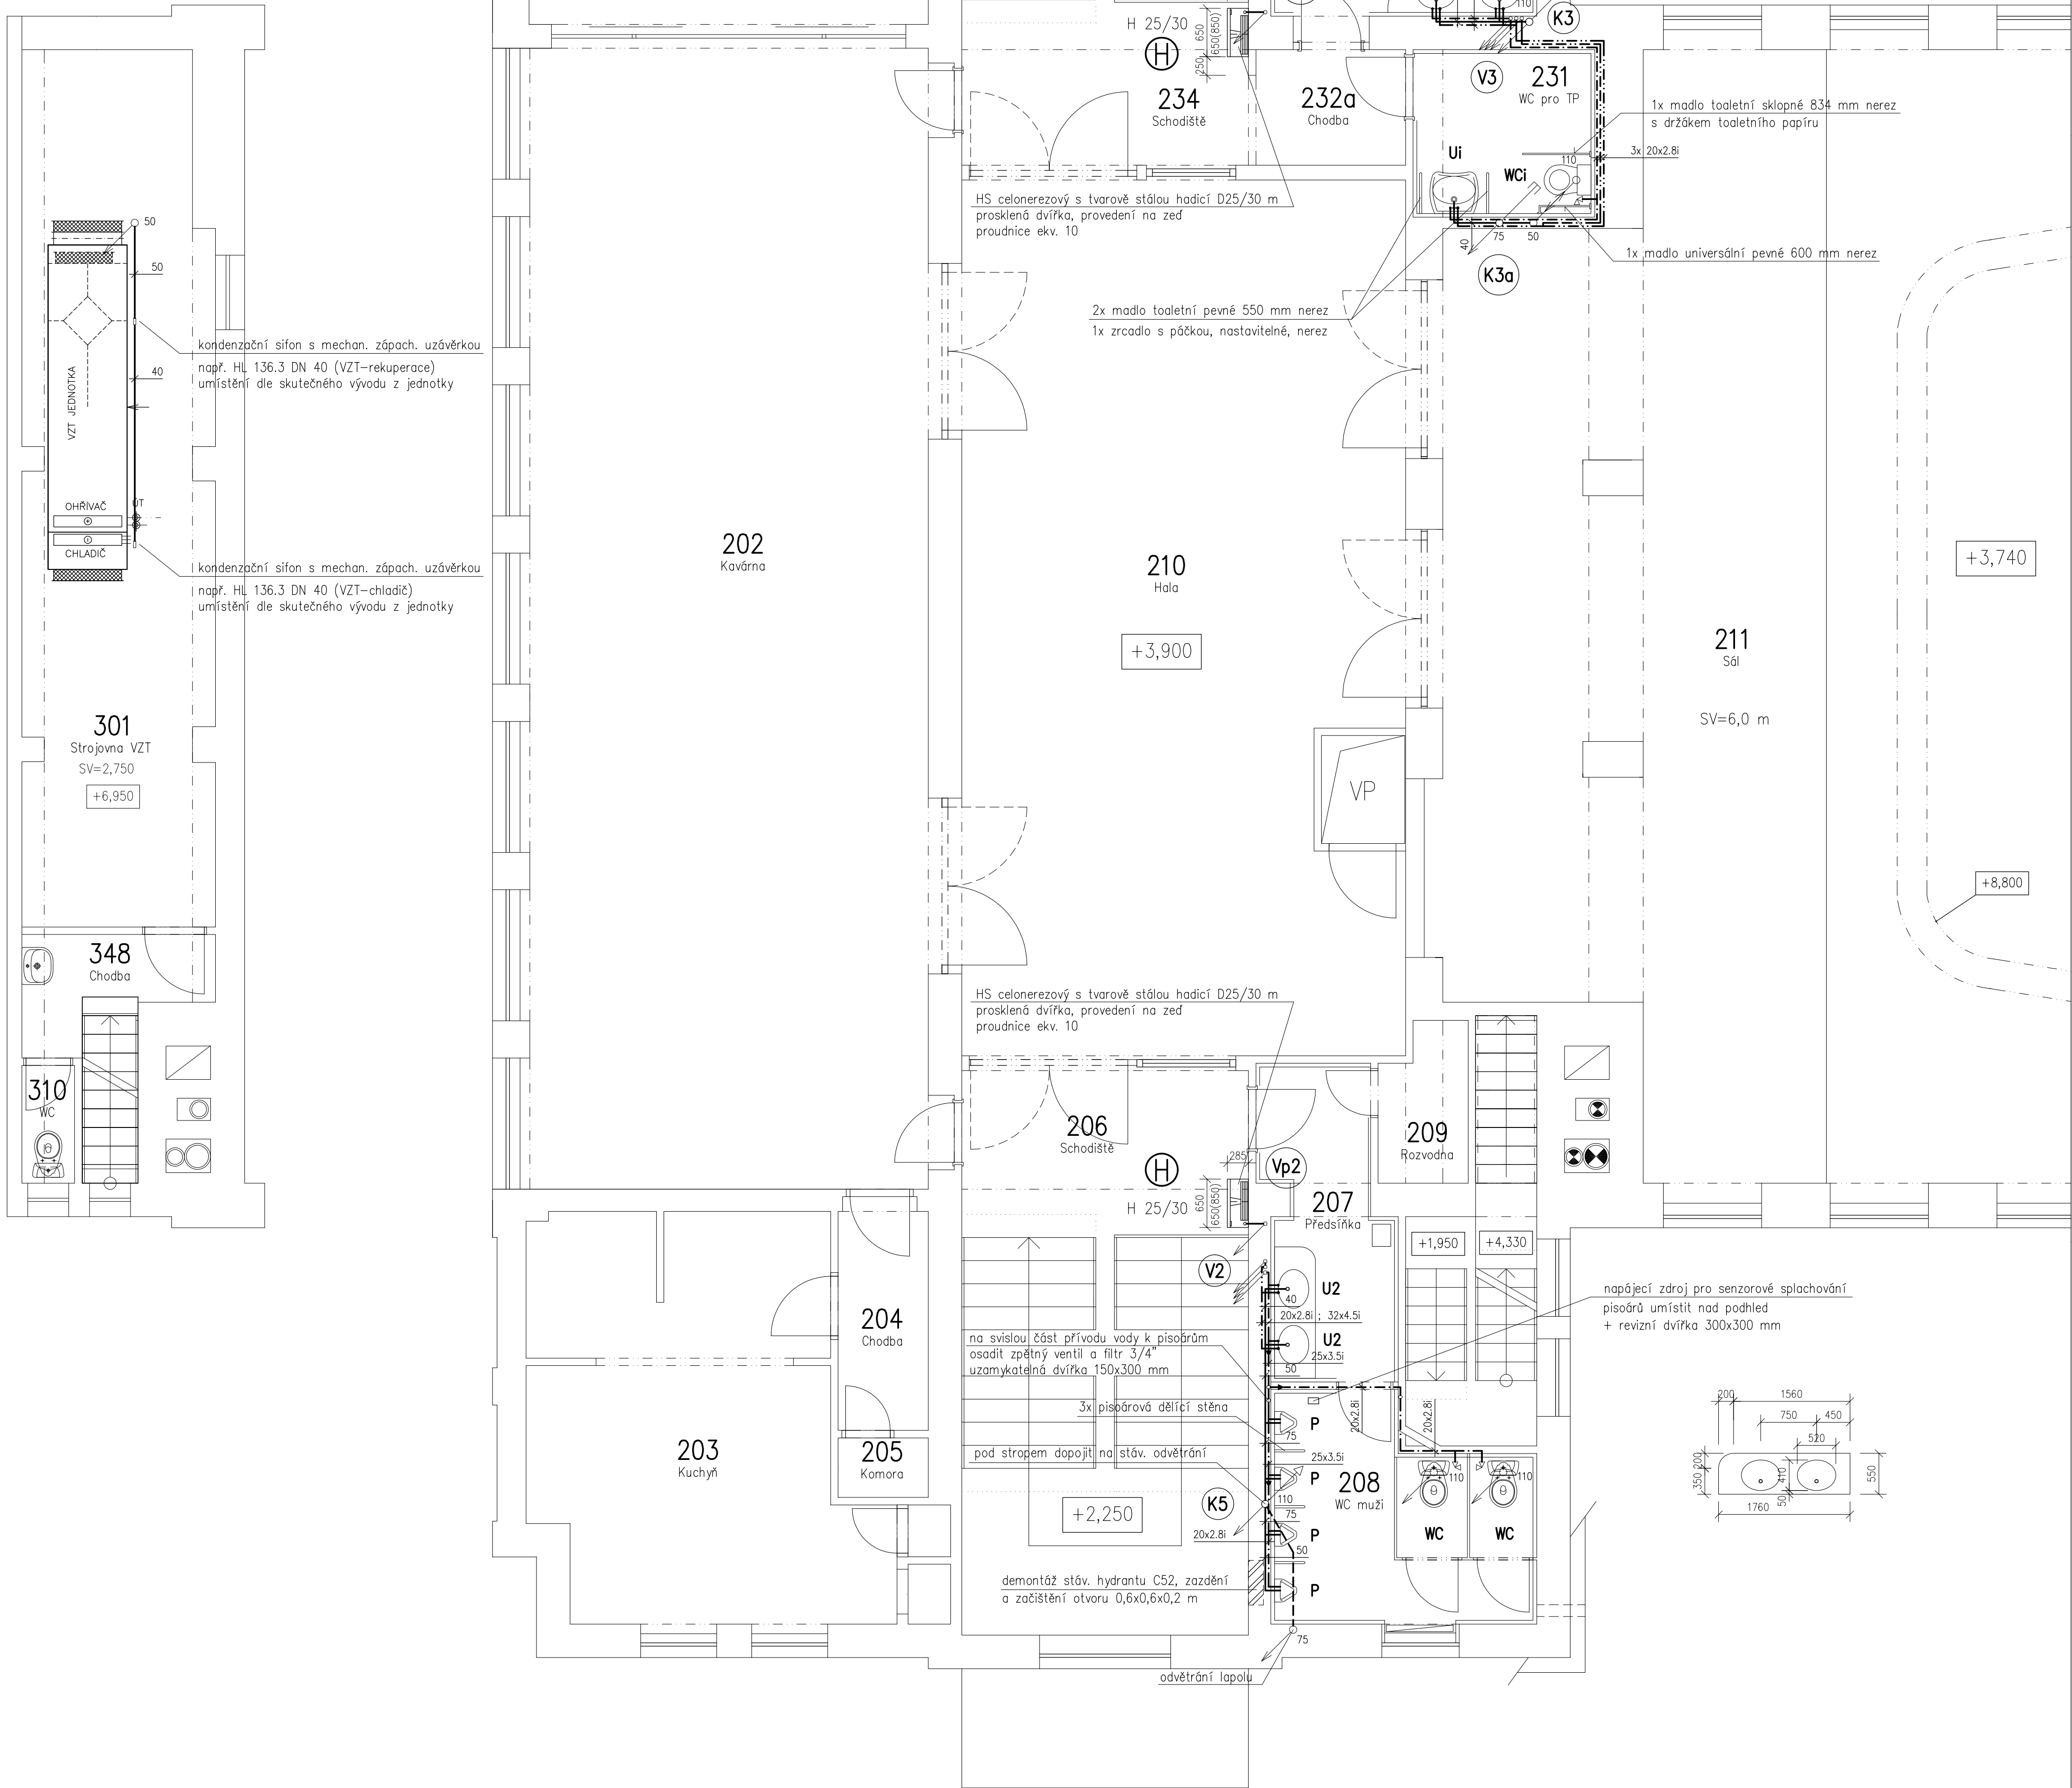 50
50
kondenzační sifon s mechan. zápach. uzávěrkou
např. HL 136.3 DN 40 (VZT-rekuperace)
umístění dle skutečného vývodu z jednotky
40
VZT JEDNOTKA
OHŘÍVAČ
ÚT
CHLADIČ
kondenzační sifon s mechan. zápach. uzávěrkou
např. HL 136.3 DN 40 (VZT-chladič)
umístění dle skutečného vývodu z jednotky
301
Strojovna VZT
SV=2,750
+6,950
348
Chodba
310
WC
202
Kavárna
H 25/30
H
650
650(850)
250
234
Schodiště
232a
Chodba
110
K3
V3
231
WC pro TP
1x madlo toaletní sklopné 834 mm nerez
s držákem toaletního papíru
3x 20x2.8i
110
Ui
WCi
HS celonerezový s tvarově stálou hadicí D25/30 m
prosklená dvířka, provedení na zeď
proudnice ekv. 10
40
75
50
K3a
1x madlo universální pevné 600 mm nerez
2x madlo toaletní pevné 550 mm nerez
1x zrcadlo s páčkou, nastavitelné, nerez
210
Hala
+3,900
VP
211
Sál
SV=6,0 m
+3,740
+8,800
HS celonerezový s tvarově stálou hadicí D25/30 m
prosklená dvířka, provedení na zeď
proudnice ekv. 10
206
Schodiště
H
H 25/30
285
650
650(850)
Vp2
209
Rozvodna
207
Předsíňka
+1,950
+4,330
V2
U2
40
20x2.8i ; 32x4.5i
U2
25x3.5i
50
204
Chodba
203
Kuchyň
205
Komora
na svislou část přívodu vody k pisoárům
osadit zpětný ventil a filtr 3/4"
uzamykatelná dvířka 150x300 mm
3x pisoárová dělící stěna
pod stropem dopojit na stáv. odvětrání
+2,250
K5
P
75
25x3.5i
P
110
75
20x2.8i
P
50
P
20x2.8i
20x2.8i
208
WC muži
110
110
WC
WC
demontáž stáv. hydrantu C52, zazdění
a začištění otvoru 0,6x0,6x0,2 m
75
odvětrání lapolu
napájecí zdroj pro senzorové splachování
pisoárů umístit nad podhled
+ revizní dvířka 300x300 mm
200
1560
750
450
520
350
200
410
50
550
1760